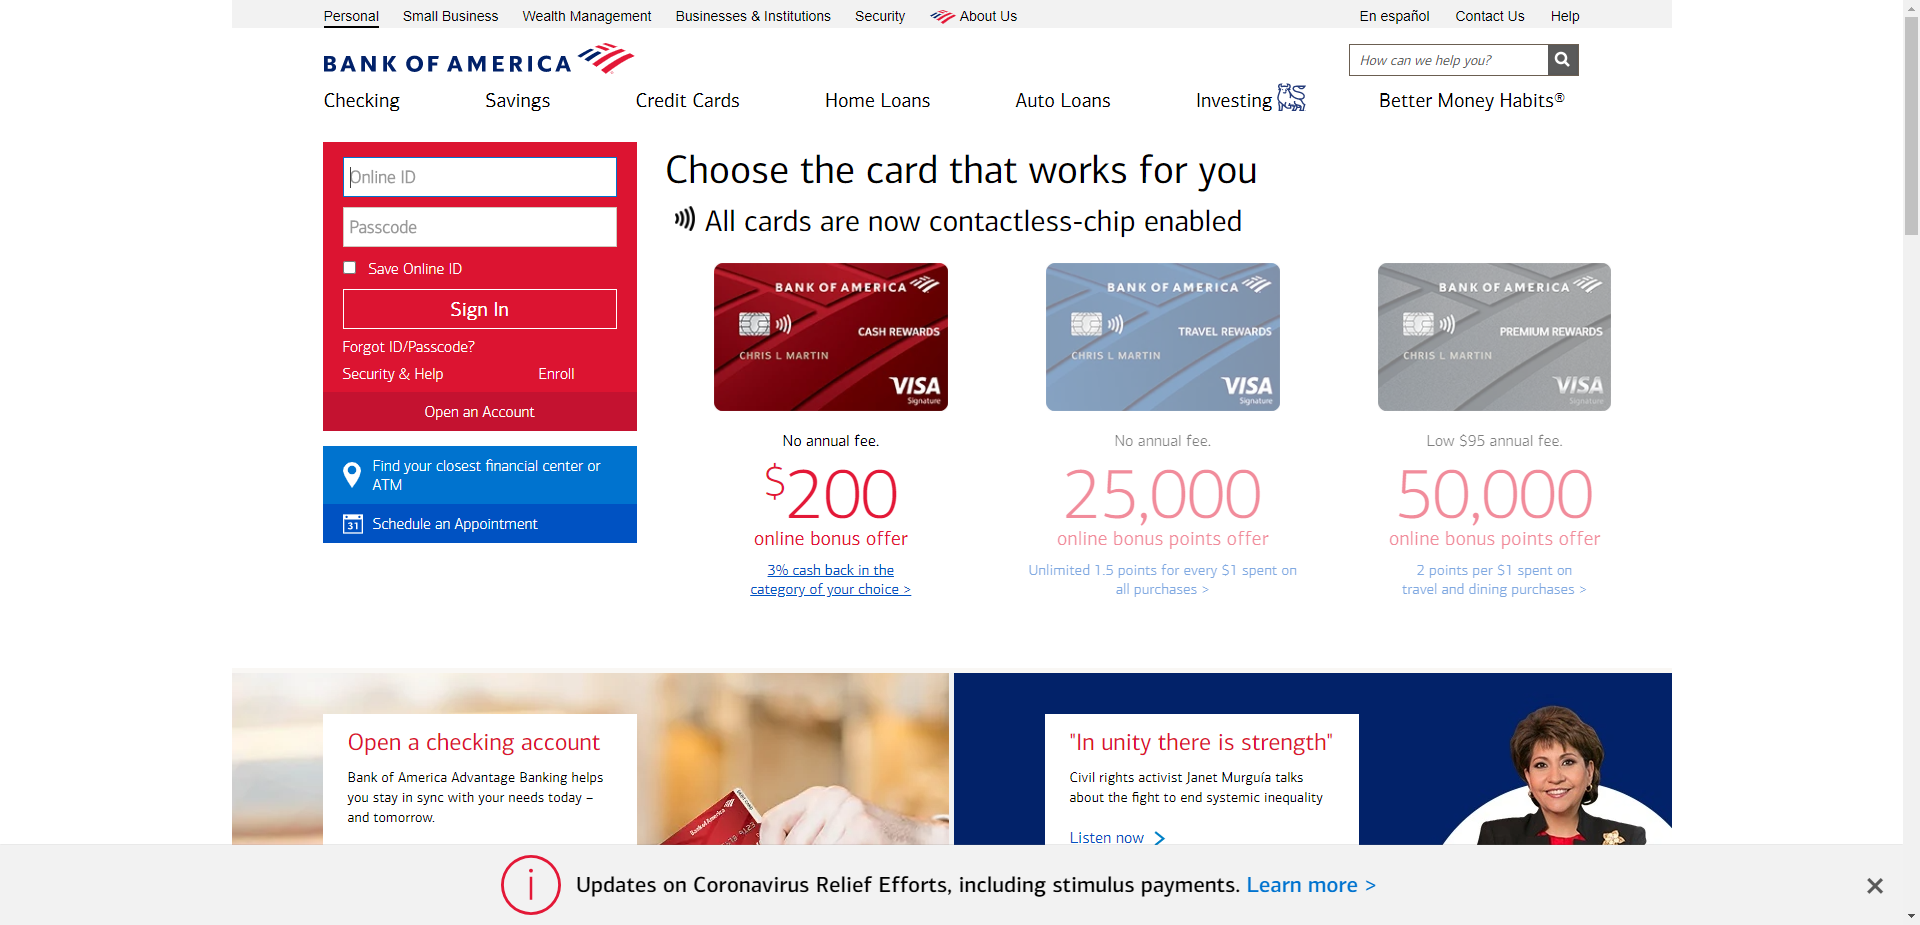 Personal Small Business Wealth Management Businesses & Institutions Security About Us En español Contact Us Help
BANK OF AMERICA
How can we help you?
Checking Savings Credit Cards Home Loans Auto Loans Investing Better Money Habits®
Online ID
Passcode
Save Online ID
Sign In
Forgot ID/Passcode?
Security & Help Enroll
Open an Account
Find your closest financial center or
ATM
31 Schedule an Appointment
Choose the card that works for you
All cards are now contactless-chip enabled
BANK OF AMERICA
CASH REWARDS
CHRIS L MARTIN
VISA
Signature
No annual fee.
$200
online bonus offer
3% cash back in the
category of your choice >
BANK OF AMERICA
TRAVEL REWARDS
CHRIS L MARTIN
VISA
Signature
No annual fee.
25,000
online bonus points offer
Unlimited 1.5 points for every $1 spent on
all purchases >
BANK OF AMERICA
PREMIUM REWARDS
CHRIS L MARTIN
VISA
Signature
Low $95 annual fee.
50,000
online bonus points offer
2 points per $1 spent on
travel and dining purchases >
Open a checking account
Bank of America Advantage Banking helps
you stay in sync with your needs today –
and tomorrow.
Bank of America
"In unity there is strength"
Civil rights activist Janet Murguía talks
about the fight to end systemic inequality
Listen now
Updates on Coronavirus Relief Efforts, including stimulus payments. Learn more >